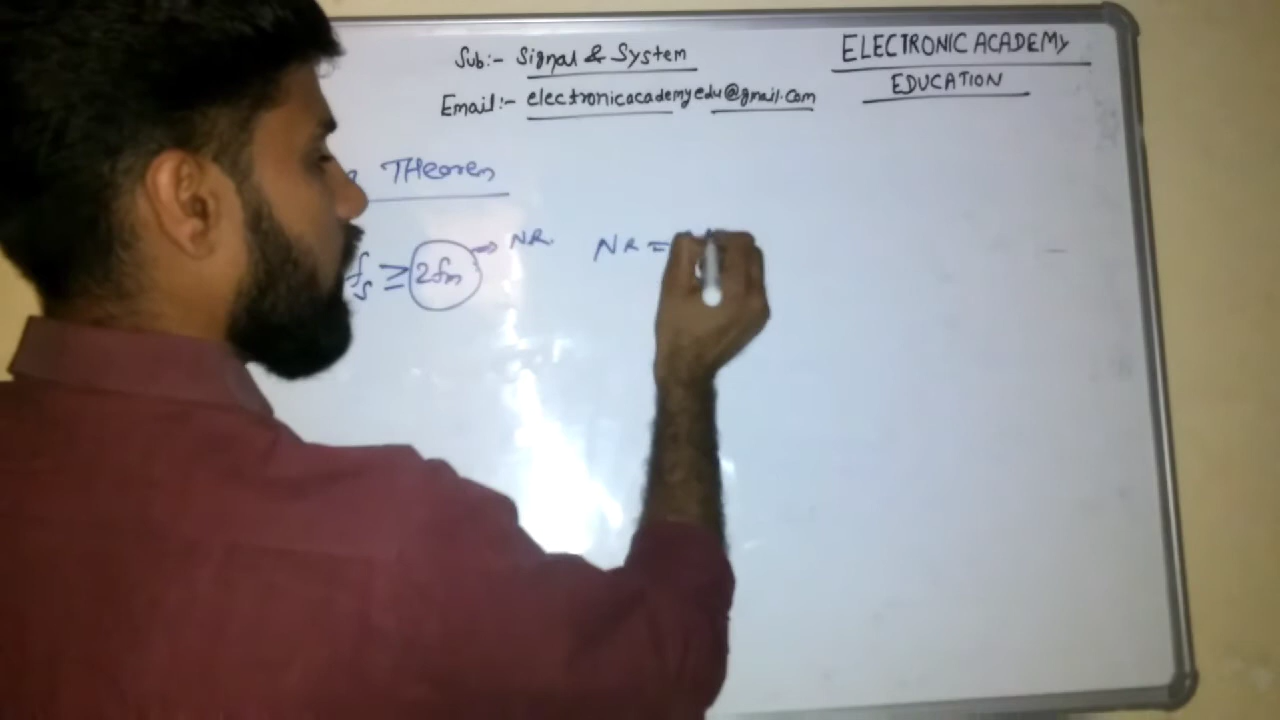 Sub:- Signal & System
ELECTRONIC ACADEMY
EDUCATION
Email:- electronicacademyedu@gmail.com
THeorem
fs ≥ 2fm → NR
NR =